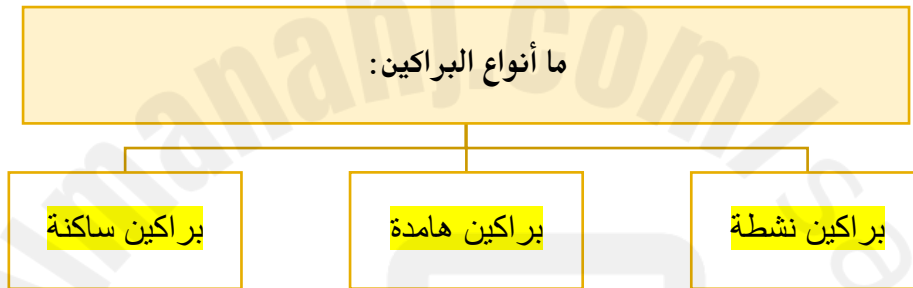 ما أنواع البراكين:
براكين نشطة
براكين هامدة
براكين ساكنة